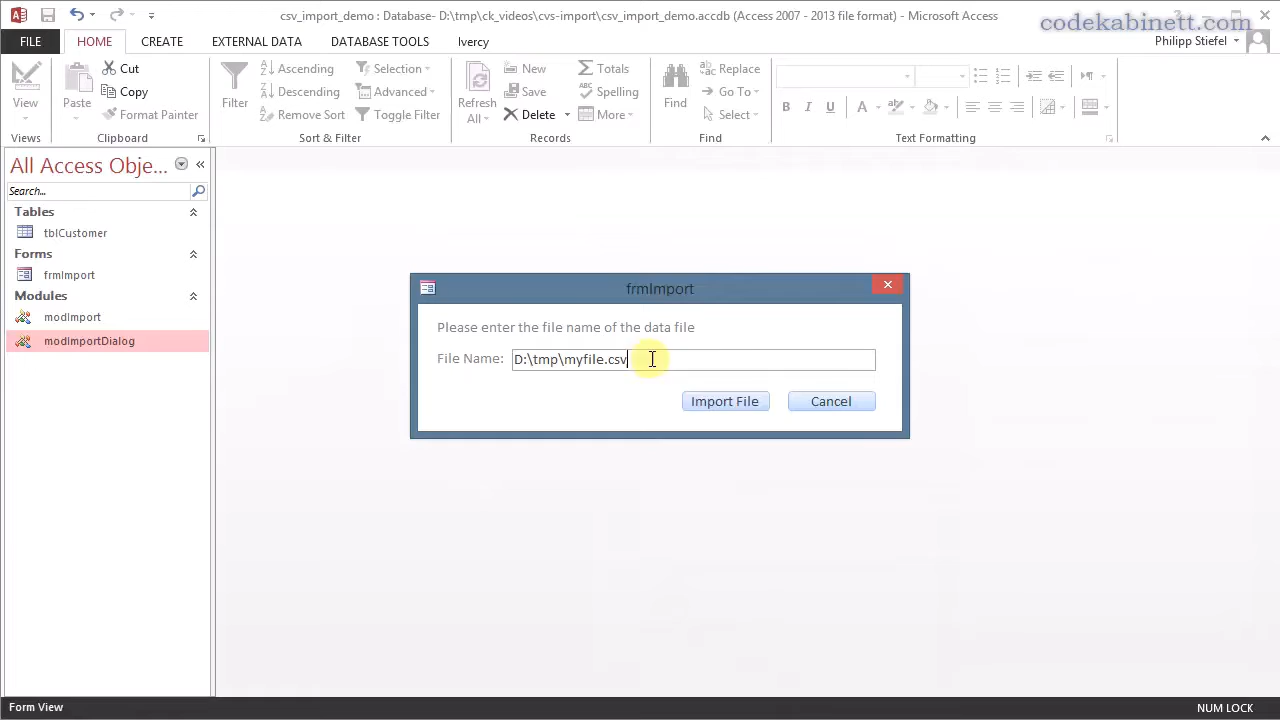 csv_import_demo : Database- D:\tmp\ck_videos\cvs-import\csv_import_demo.accdb (Access 2007 - 2013 file format) - Microsoft Access
codekabinett.com
FILE HOME CREATE EXTERNAL DATA DATABASE TOOLS Ivercy Philipp Stiefel
View
Views
Paste
Cut
Copy
Format Painter
Clipboard
Filter
Ascending
Descending
Remove Sort
Selection
Advanced
Toggle Filter
Sort & Filter
Refresh
All
New
Save
Delete
Totals
Spelling
More
Records
Find
Replace
Go To
Select
Find
B I U A
Text Formatting
All Access Obje...
Search...
Tables
tblCustomer
Forms
frmImport
Modules
modImport
modImportDialog
frmImport
Please enter the file name of the data file
File Name: D:\tmp\myfile.csv
Import File Cancel
Form View NUM LOCK